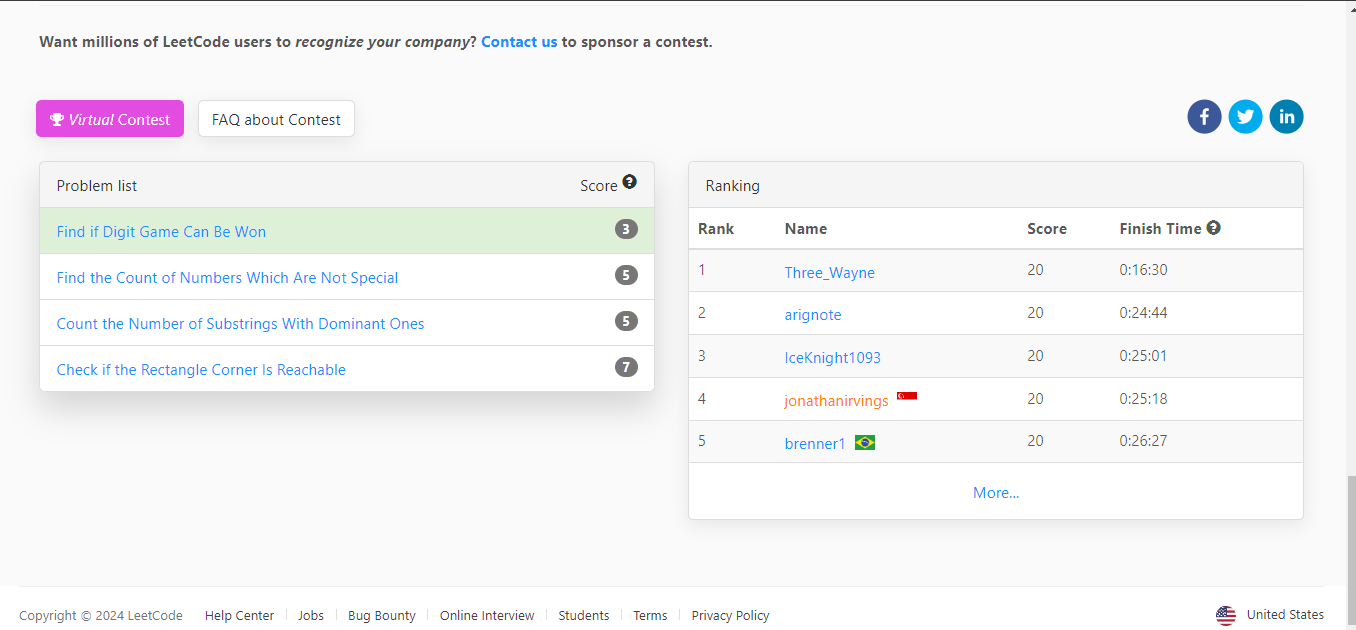 Want millions of LeetCode users to recognize your company? Contact us to sponsor a contest.
Virtual Contest
FAQ about Contest
f
in
Problem list Score ?
Find if Digit Game Can Be Won 3
Find the Count of Numbers Which Are Not Special 5
Count the Number of Substrings With Dominant Ones 5
Check if the Rectangle Corner Is Reachable 7
Ranking
Rank Name Score Finish Time ?
1 Three_Wayne 20 0:16:30
2 arignote 20 0:24:44
3 IceKnight1093 20 0:25:01
4 jonathanirvings 20 0:25:18
5 brenner1 20 0:26:27
More...
Copyright © 2024 LeetCode Help Center Jobs Bug Bounty Online Interview Students Terms Privacy Policy United States